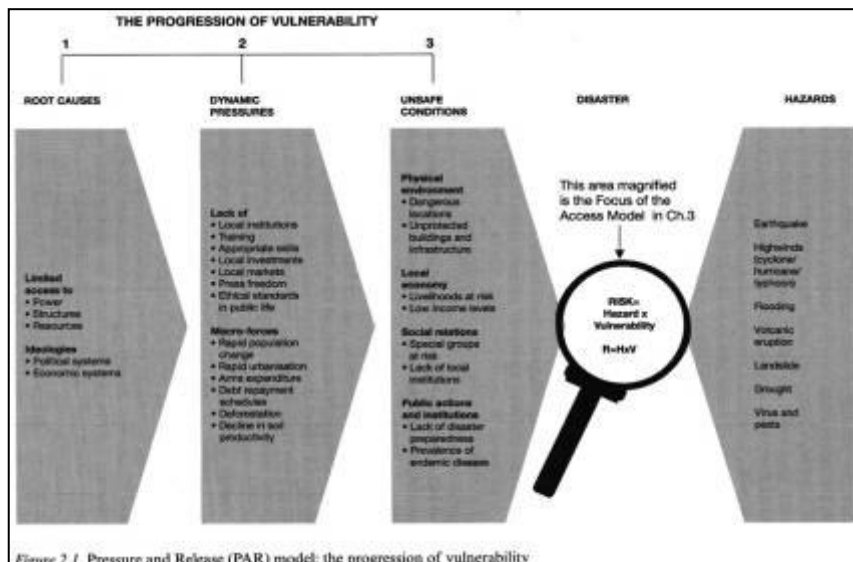 THE PROGRESSION OF VULNERABILITY
1
2
3
ROOT CAUSES
DYNAMIC
PRESSURES
UNSAFE
CONDITIONS
DISASTER
HAZARDS
Limited
access to
• Power
• Structures
• Resources
Ideologies
• Political systems
• Economic systems
Lack of
• Local institutions
• Training
• Appropriate skills
• Local investments
• Local markets
• Press freedom
• Ethical standards
in public life
Macro-forces
• Rapid population
change
• Rapid urbanisation
• Arms expenditure
• Debt repayment
schedules
• Deforestation
• Decline in soil
productivity
Physical
environment
• Dangerous
locations
• Unprotected
buildings and
infrastructure
Local
economy
• Livelihoods at risk
• Low income levels
Social relations
• Special groups
at risk
• Lack of local
institutions
Public actions
and institutions
• Lack of disaster
preparedness
• Prevalence of
endemic disease
This area magnified
is the Focus of the
Access Model in Ch.3
RISK=
Hazard x
Vulnerability
R=HxV
Earthquake
High winds
(cyclone/
hurricane/
typhoon)
Flooding
Volcanic
eruption
Landslide
Drought
Virus and
pests
Figure 2.1 Pressure and Release (PAR) model: the progression of vulnerability